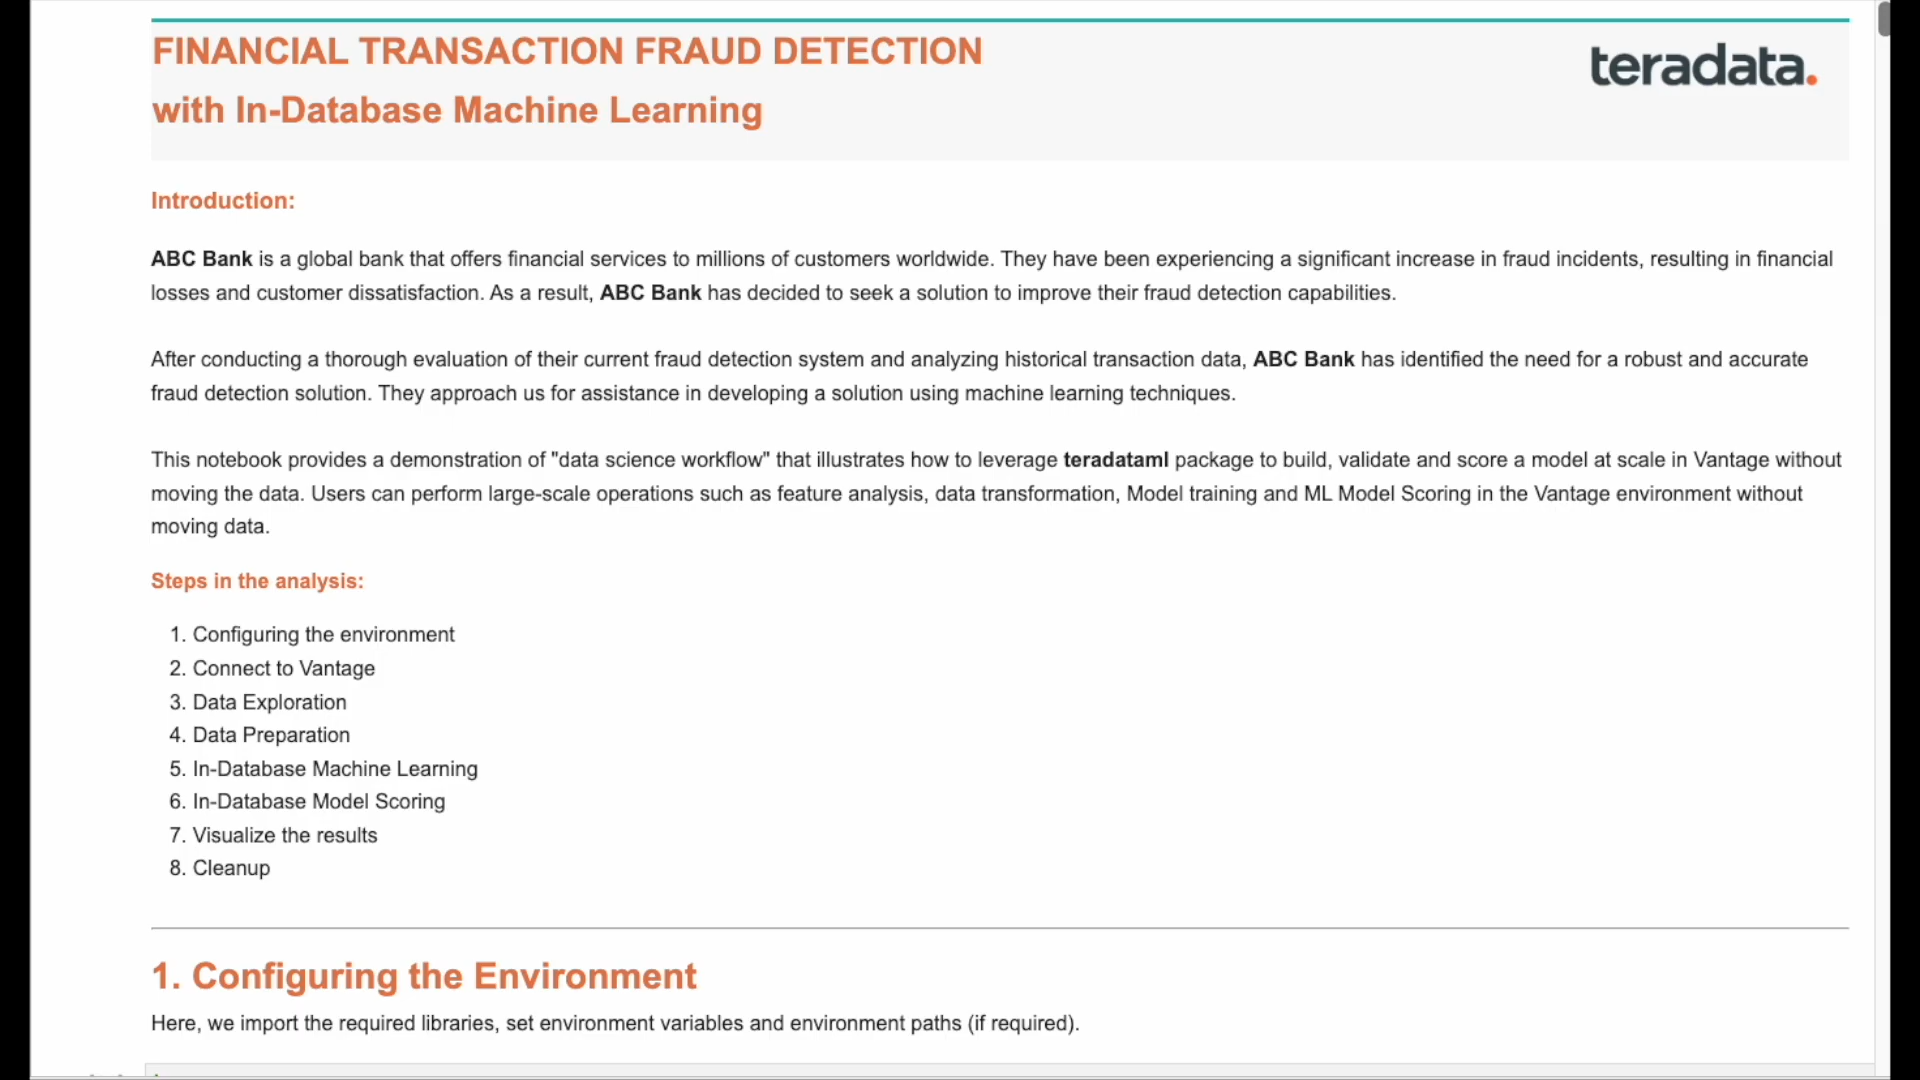 FINANCIAL TRANSACTION FRAUD DETECTION
with In-Database Machine Learning
teradata.
Introduction:
ABC Bank is a global bank that offers financial services to millions of customers worldwide. They have been experiencing a significant increase in fraud incidents, resulting in financial
losses and customer dissatisfaction. As a result, ABC Bank has decided to seek a solution to improve their fraud detection capabilities.
After conducting a thorough evaluation of their current fraud detection system and analyzing historical transaction data, ABC Bank has identified the need for a robust and accurate
fraud detection solution. They approach us for assistance in developing a solution using machine learning techniques.
This notebook provides a demonstration of "data science workflow" that illustrates how to leverage teradataml package to build, validate and score a model at scale in Vantage without
moving the data. Users can perform large-scale operations such as feature analysis, data transformation, Model training and ML Model Scoring in the Vantage environment without
moving data.
Steps in the analysis:
1. Configuring the environment
2. Connect to Vantage
3. Data Exploration
4. Data Preparation
5. In-Database Machine Learning
6. In-Database Model Scoring
7. Visualize the results
8. Cleanup
1. Configuring the Environment
Here, we import the required libraries, set environment variables and environment paths (if required).